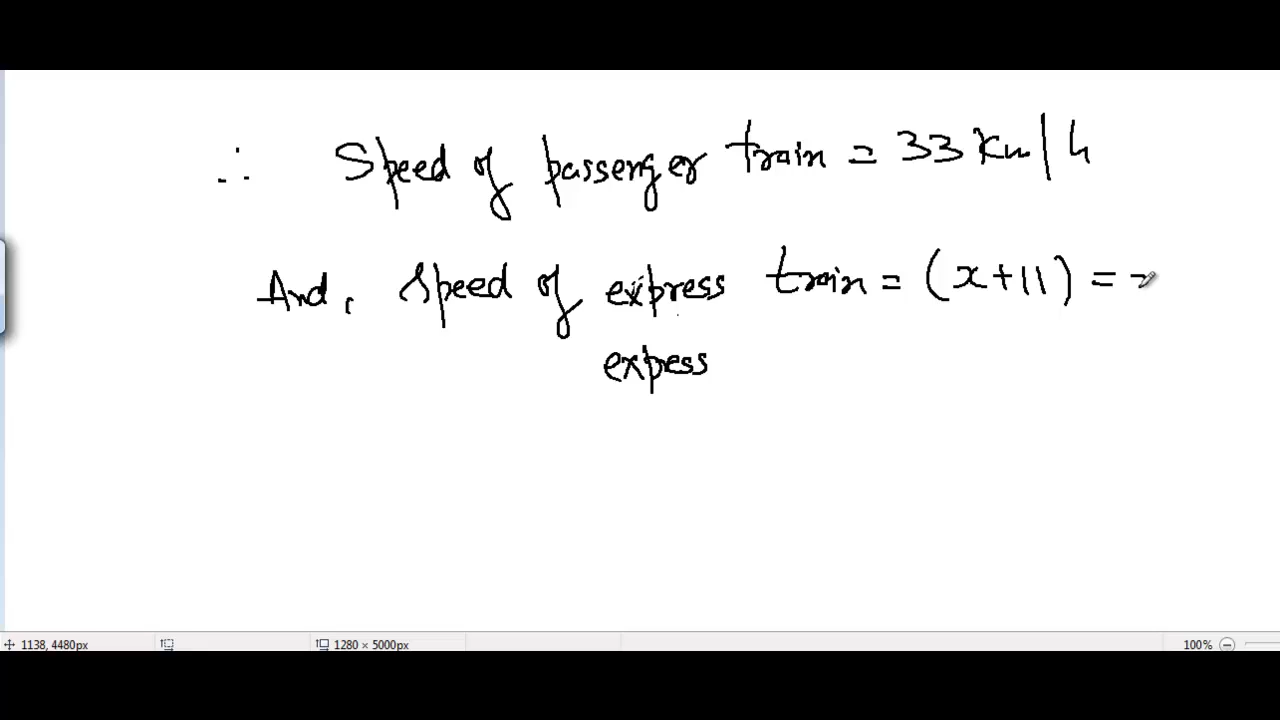 ∴ Speed of passenger train = 33 km/h
And, Speed of express train = (x+11) =
express
1138, 4480px 1280 × 5000px 100%